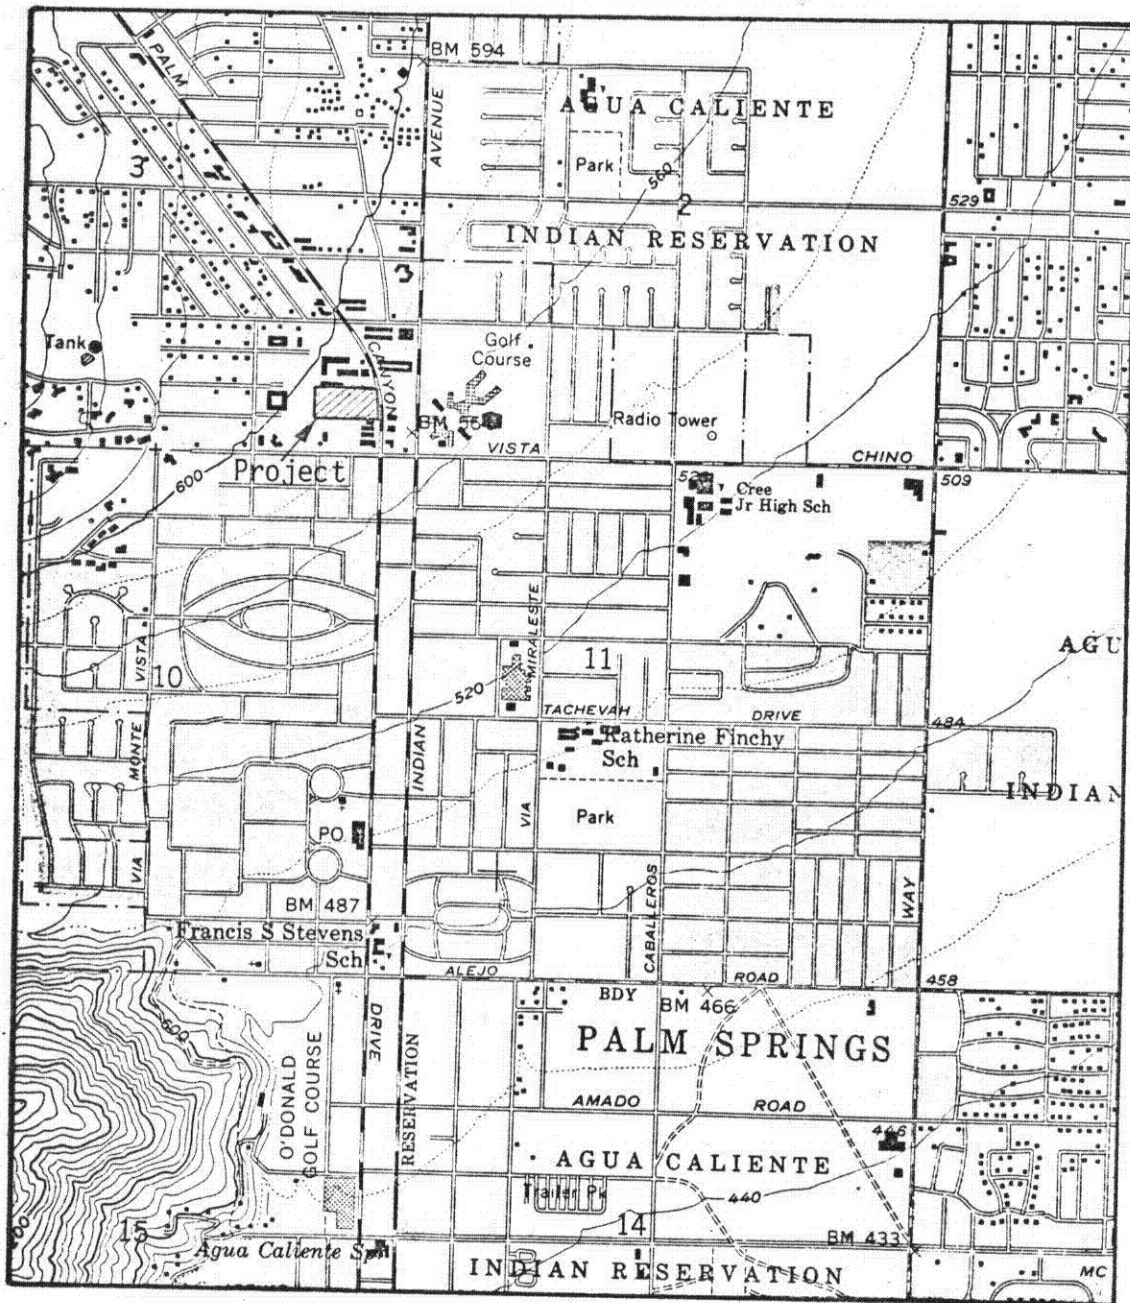 BM 594
PALM
AGUA CALIENTE
AVENUE
Park
3
560
2
529
INDIAN RESERVATION
Tank
Golf
Course
CANYON
Radio Tower
VISTA
CHINO
Project
600
509
Cree
Jr High Sch
MIRALESTE
11
AGU
VISTA
10
520
TACHEVAH
DRIVE
484
Katherine Finchy
Sch
MONTE
INDIAN
INDIAN
VIA
Park
PO
VIA
CABALLEROS
WAY
BM 487
Francis S Stevens
Sch
ALEJO
ROAD
458
BDY
BM 466
600
DRIVE
PALM SPRINGS
O'DONALD
GOLF COURSE
RESERVATION
AMADO
ROAD
446
AGUA CALIENTE
Trailer Pk
440
15
14
BM 433
Agua Caliente Spr
INDIAN RESERVATION
MC